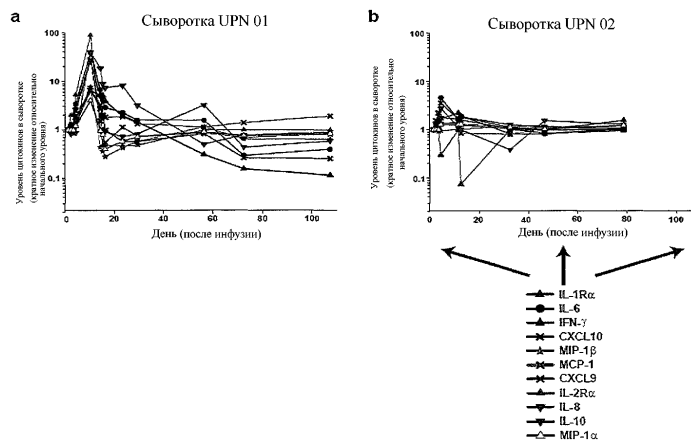 a
Сыворотка UPN 01
Уровень цитокинов в сыворотке
(кратное изменение относительно
начального уровня)
100
10
1
0,1
0
20
40
60
80
100
День (после инфузии)
b
Сыворотка UPN 02
Уровень цитокинов в сыворотке
(кратное изменение относительно
начального уровня)
100
10
1
0,1
0
20
40
60
80
100
День (после инфузии)
IL-1Rα
IL-6
IFN-γ
CXCL10
MIP-1β
MCP-1
CXCL9
IL-2Rα
IL-8
IL-10
MIP-1α